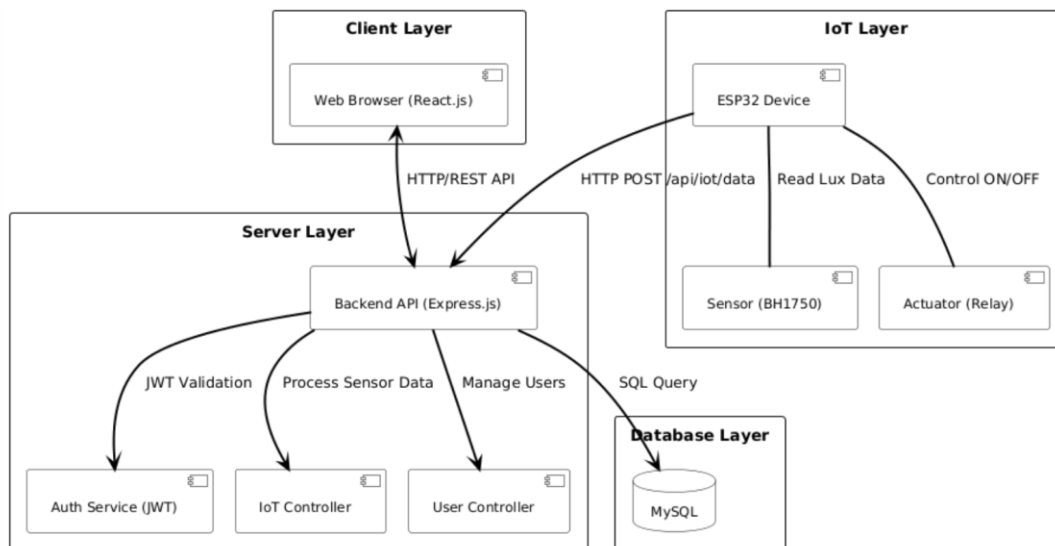 Client Layer
IoT Layer
Web Browser (React.js)
ESP32 Device
HTTP/REST API
HTTP POST /api/iot/data
Read Lux Data
Control ON/OFF
Server Layer
Backend API (Express.js)
Sensor (BH1750)
Actuator (Relay)
JWT Validation
Process Sensor Data
Manage Users
SQL Query
Database Layer
Auth Service (JWT)
IoT Controller
User Controller
MySQL